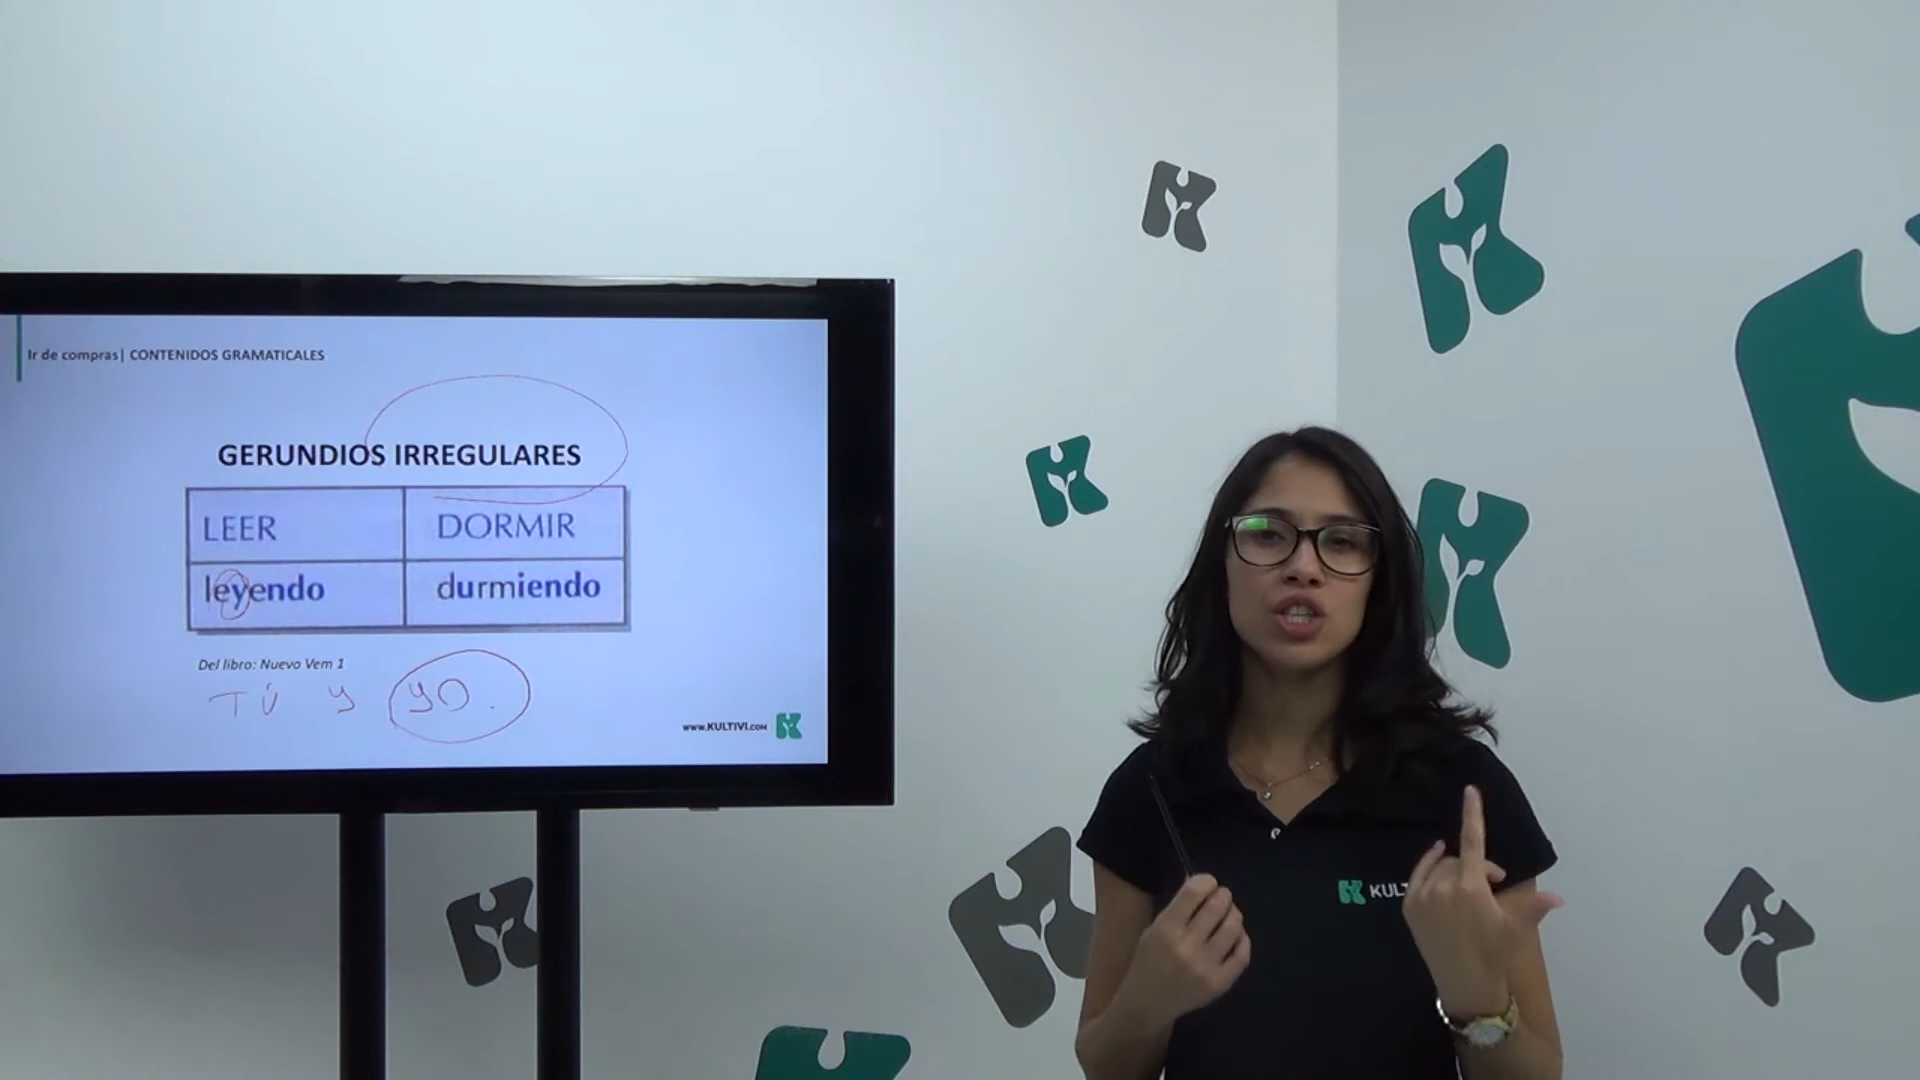 Ir de compras| CONTENIDOS GRAMATICALES
GERUNDIOS IRREGULARES
LEER DORMIR
leyendo durmiendo
Del libro: Nuevo Vem 1
TÚ y yo.
www.KULTIVI.COM
KULT